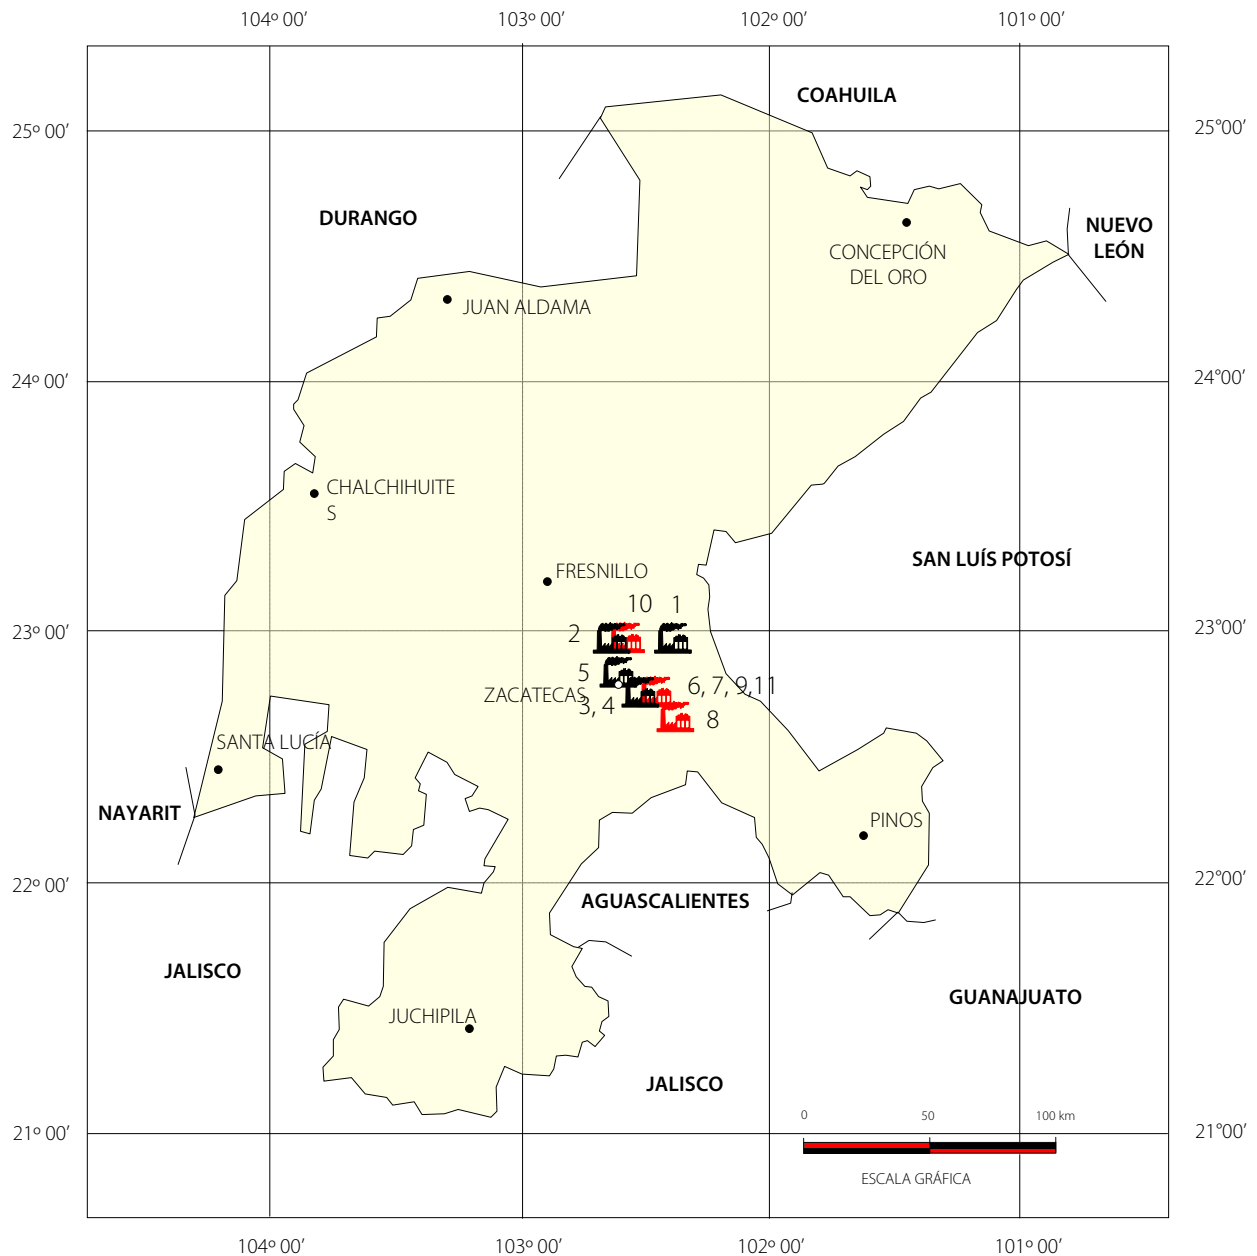 104º 00’ 103º 00’ 102º 00’ 101º 00’
COAHUILA
25º 00’ 25°00’
DURANGO
NUEVO
LEÓN
CONCEPCIÓN
DEL ORO
JUAN ALDAMA
24º 00’ 24°00’
CHALCHIHUITE
S
SAN LUÍS POTOSÍ
FRESNILLO
10 1
2
23º 00’ 23°00’
5
ZACATECAS
6, 7, 9,11
3, 4
8
SANTA LUCÍA
NAYARIT
PINOS
22º 00’ 22°00’
AGUASCALIENTES
JALISCO
GUANAJUATO
JUCHIPILA
JALISCO
0 50 100 km
21º 00’ 21°00’
ESCALA GRÁFICA
104º 00’ 103º 00’ 102º 00’ 101º 00’